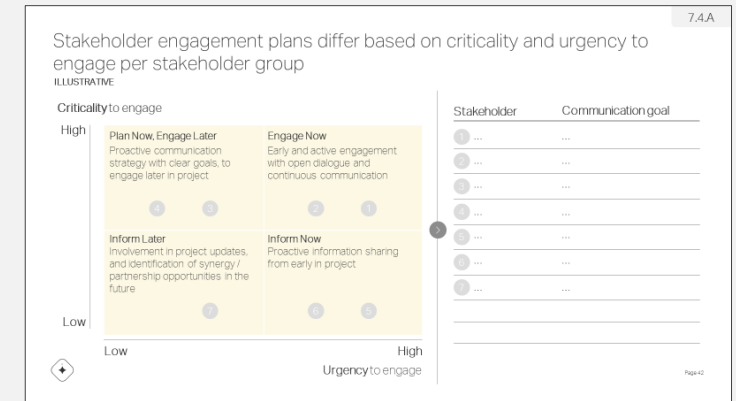 7.4.A
Stakeholder engagement plans differ based on criticality and urgency to
engage per stakeholder group
ILLUSTRATIVE
Criticality to engage
High
Plan Now, Engage Later
Proactive communication
strategy with clear goals, to
engage later in project
4 3
Engage Now
Early and active engagement
with open dialogue and
continuous communication
2 1
Inform Later
Involvement in project updates,
and identification of synergy /
partnership opportunities in the
future
7
Inform Now
Proactive information sharing
from early in project
6 5
Low
Low High
Urgency to engage
Stakeholder Communication goal
1 ... ...
2 ... ...
3 ... ...
4 ... ...
5 ... ...
6 ... ...
7 ... ...
Page 42